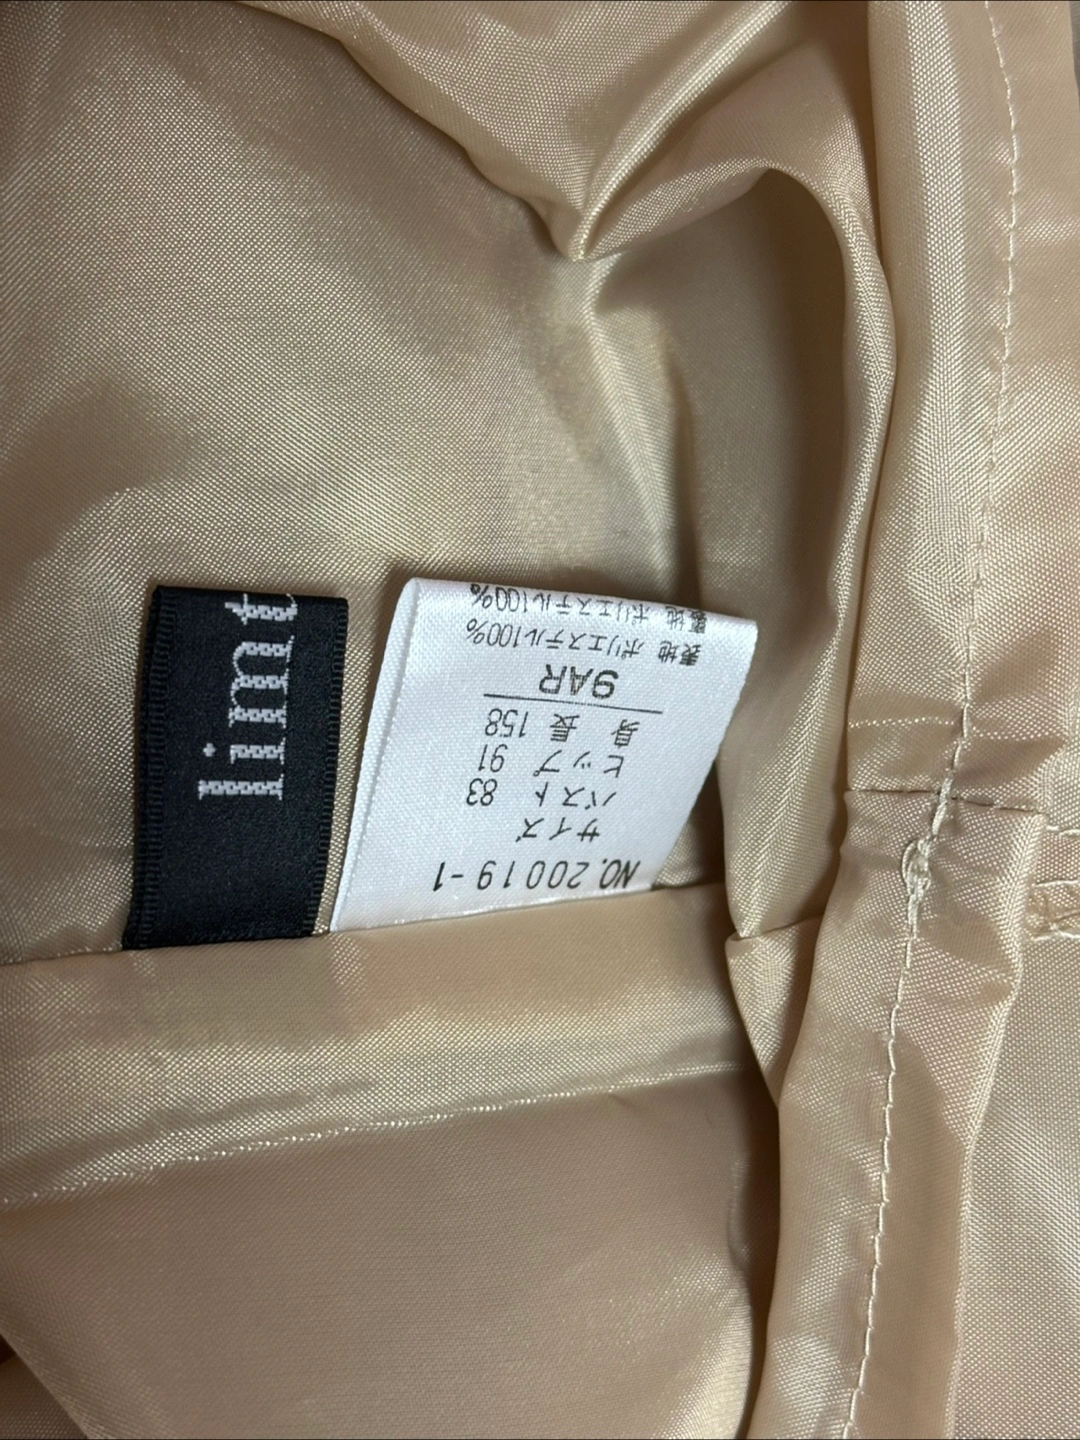 limt
NO.20019-1
サイズ
バスト 83
ヒップ 91
身長 158
9AR
表地 ポリエステル100%
裏地 ポリエステル100%